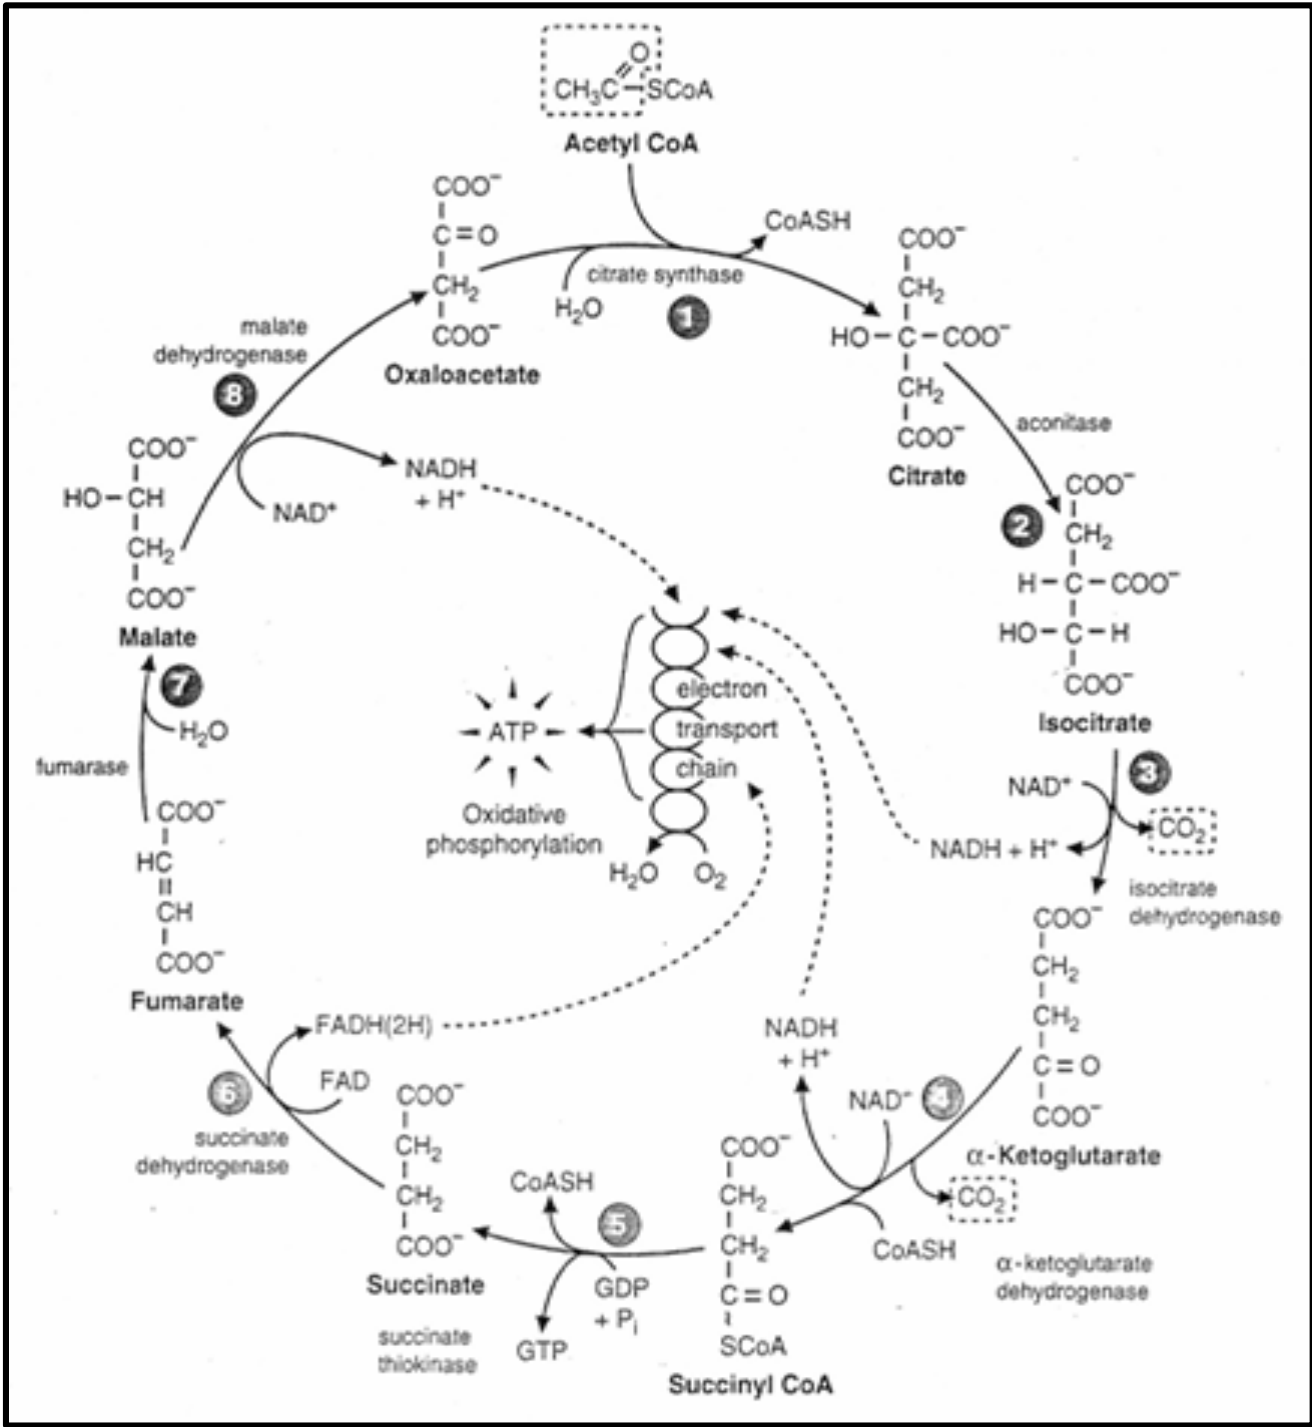 O
CH₃C–SCoA
Acetyl CoA
COO⁻
C=O
CH₂
COO⁻
Oxaloacetate
H₂O
citrate synthase
1
CoASH
COO⁻
CH₂
HO–C–COO⁻
CH₂
COO⁻
Citrate
aconitase
2
COO⁻
CH₂
H–C–COO⁻
HO–C–H
COO⁻
Isocitrate
3
NAD⁺
CO₂
NADH + H⁺
isocitrate
dehydrogenase
COO⁻
CH₂
CH₂
C=O
COO⁻
α-Ketoglutarate
4
NAD⁻
NADH
+ H⁺
CO₂
CoASH
α-ketoglutarate
dehydrogenase
COO⁻
CH₂
CH₂
C=O
SCoA
Succinyl CoA
5
CoASH
GDP
+ Pᵢ
GTP
succinate
thiokinase
COO⁻
CH₂
CH₂
COO⁻
Succinate
6
FAD
FADH(2H)
succinate
dehydrogenase
COO⁻
HC
CH
COO⁻
Fumarate
fumarase
H₂O
7
COO⁻
HO–CH
CH₂
COO⁻
Malate
malate
dehydrogenase
8
NAD⁺
NADH
+ H⁺
electron
transport
chain
ATP
Oxidative
phosphorylation
H₂O
O₂